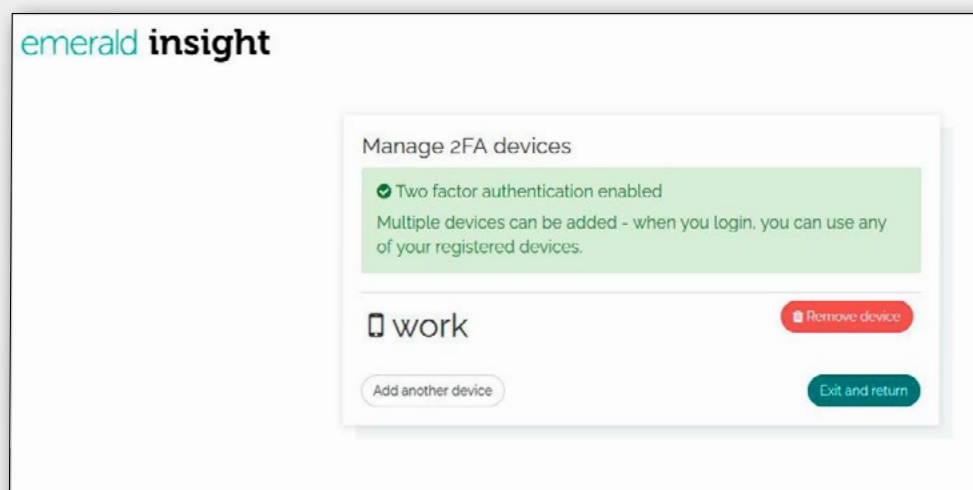 emerald insight
Manage 2FA devices
Two factor authentication enabled
Multiple devices can be added - when you login, you can use any
of your registered devices.
work
Remove device
Add another device
Exit and return